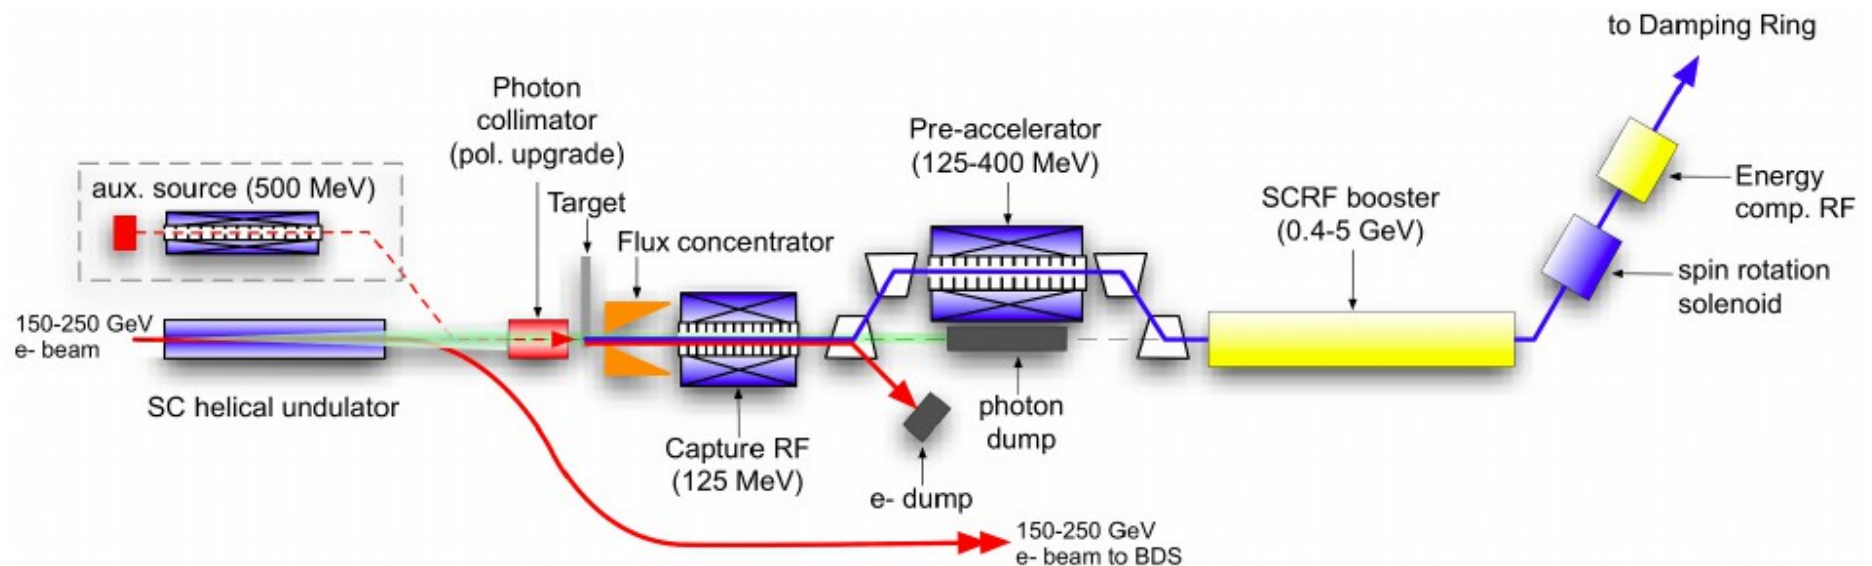 to Damping Ring
Photon
collimator
(pol. upgrade)
Pre-accelerator
(125-400 MeV)
aux. source (500 MeV)
Target
Flux concentrator
SCRF booster
(0.4-5 GeV)
Energy
comp. RF
spin rotation
solenoid
150-250 GeV
e- beam
SC helical undulator
Capture RF
(125 MeV)
photon
dump
e- dump
150-250 GeV
e- beam to BDS